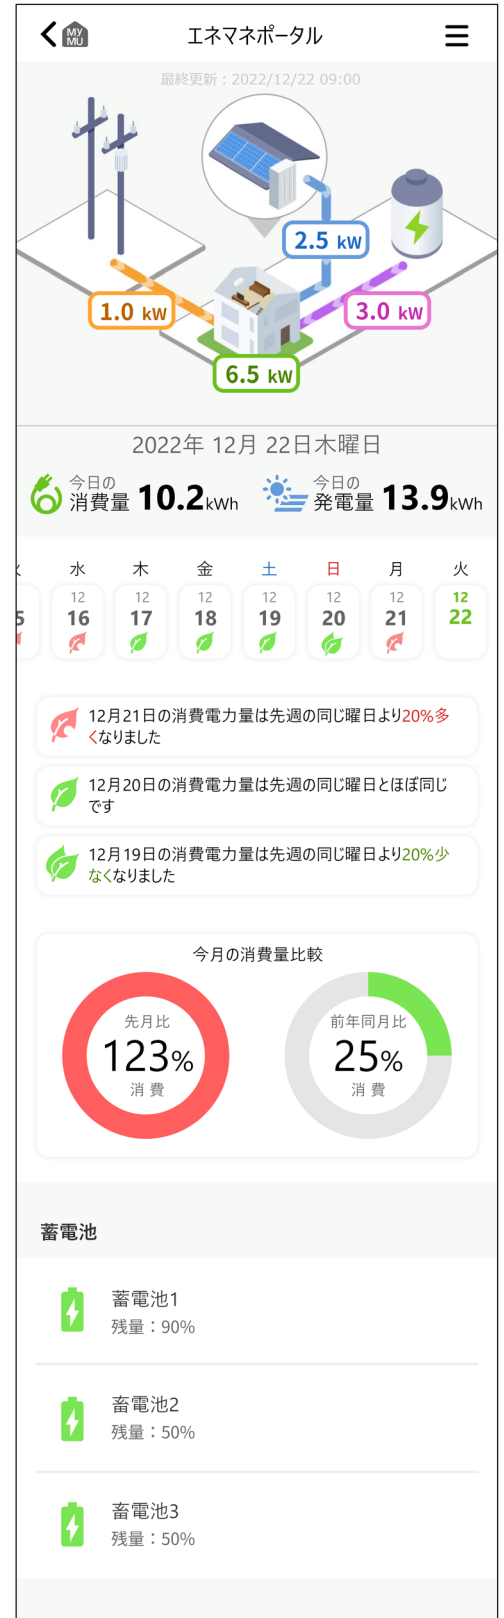 MY
MU
エネマネポータル
最終更新：2022/12/22 09:00
2.5 kW
1.0 kW
3.0 kW
6.5 kW
2022年 12月 22日木曜日
今日の
消費量 10.2kWh
今日の
発電量 13.9kWh
水 木 金 土 日 月 火
5
12
16
12
17
12
18
12
19
12
20
12
21
12
22
12月21日の消費電力量は先週の同じ曜日より20%多
くなりました
12月20日の消費電力量は先週の同じ曜日とほぼ同じ
です
12月19日の消費電力量は先週の同じ曜日より20%少
なくなりました
今月の消費量比較
先月比
123%
消費
前年同月比
25%
消費
蓄電池
蓄電池1
残量：90%
畜電池2
残量：50%
畜電池3
残量：50%